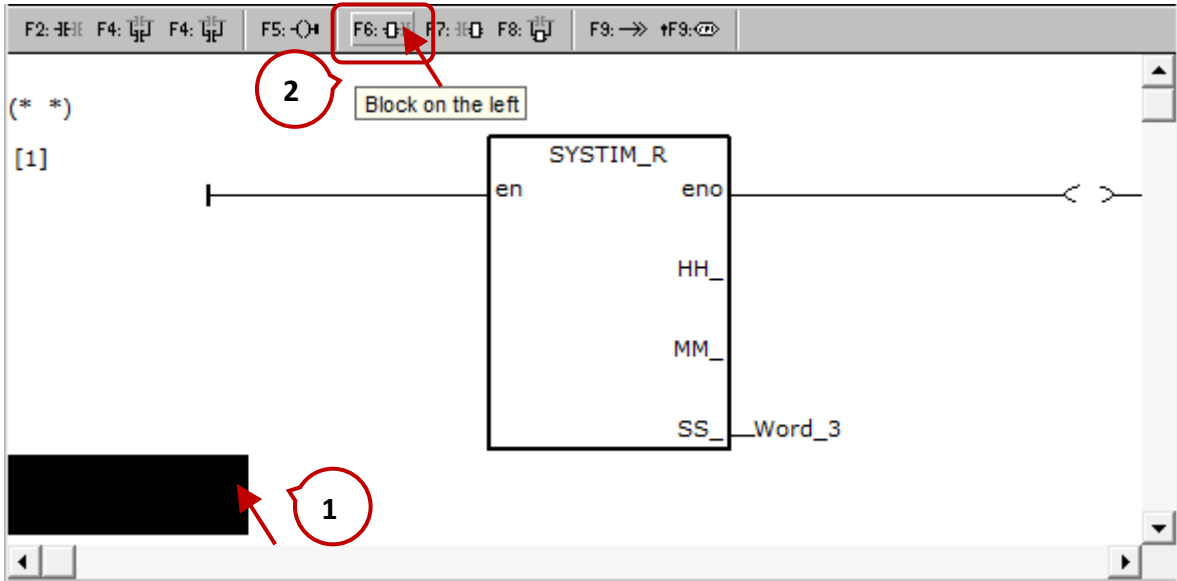 F2: F4: F4: F5: F6: F7: F8: F9: ↑F9:
2
Block on the left
(* *)
[1]
SYSTIM_R
en eno
HH_
MM_
SS_ Word_3
1